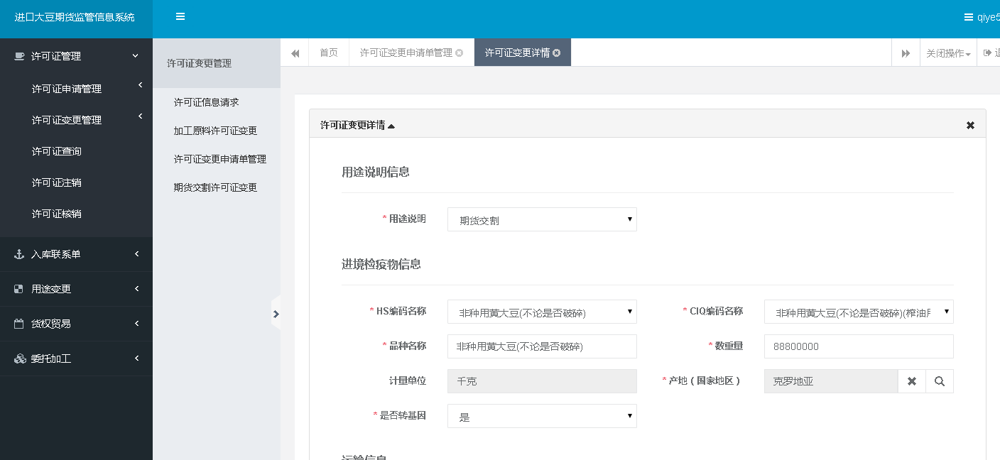 进口大豆期货监管信息系统
qiye5
许可证管理
许可证申请管理
许可证变更管理
许可证查询
许可证注销
许可证核销
入库联系单
用途变更
货权贸易
委托加工
许可证变更管理
许可证信息请求
加工原料许可证变更
许可证变更申请单管理
期货交割许可证变更
首页
许可证变更申请单管理
许可证变更详情
关闭操作
许可证变更详情
用途说明信息
* 用途说明
期货交割
进境检疫物信息
* HS编码名称
非种用黄大豆(不论是否破碎)
* CIQ编码名称
非种用黄大豆(不论是否破碎)(榨油
* 品种名称
非种用黄大豆(不论是否破碎)
* 数重量
88800000
计量单位
千克
* 产地（国家地区）
克罗地亚
* 是否转基因
是
运输信息